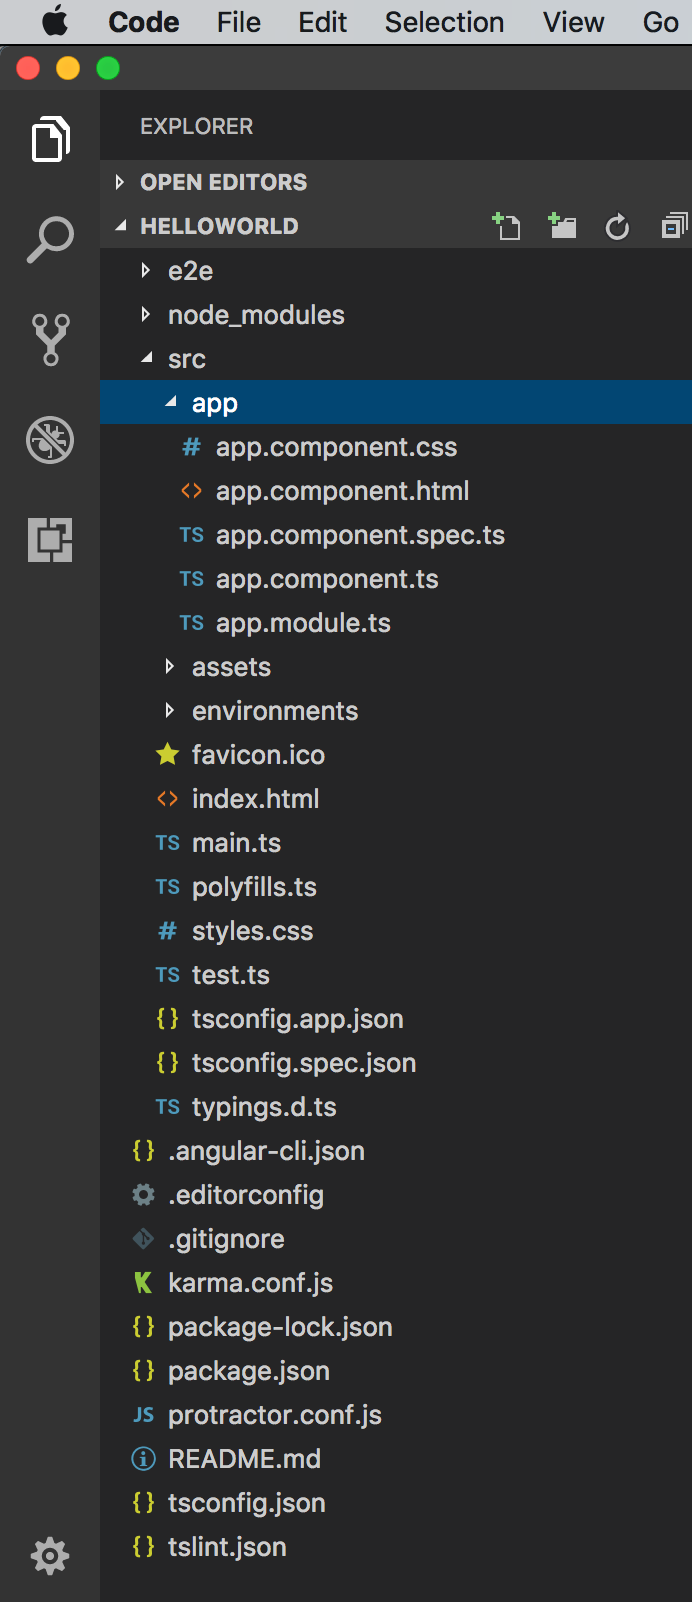 Code File Edit Selection View Go
EXPLORER
OPEN EDITORS
HELLOWORLD
e2e
node_modules
src
app
# app.component.css
<> app.component.html
TS app.component.spec.ts
TS app.component.ts
TS app.module.ts
assets
environments
favicon.ico
<> index.html
TS main.ts
TS polyfills.ts
# styles.css
TS test.ts
{} tsconfig.app.json
{} tsconfig.spec.json
TS typings.d.ts
{} .angular-cli.json
.editorconfig
.gitignore
karma.conf.js
{} package-lock.json
{} package.json
JS protractor.conf.js
README.md
{} tsconfig.json
{} tslint.json